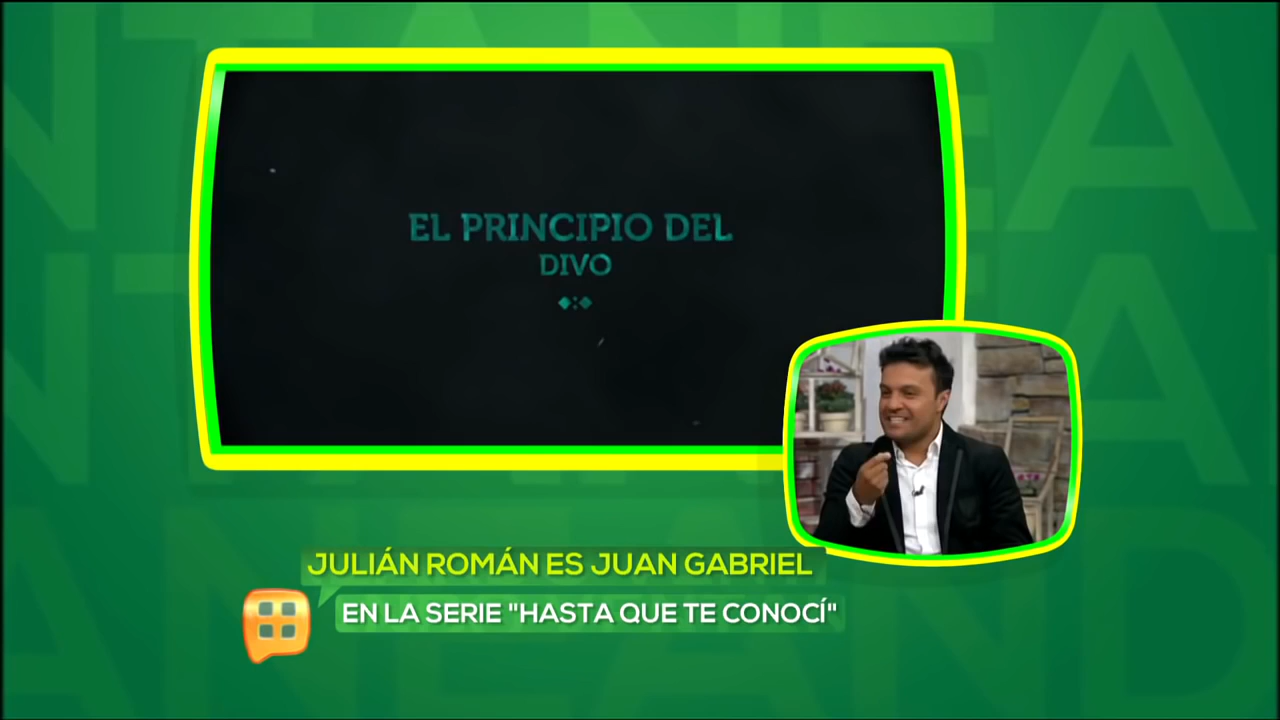 EL PRINCIPIO DEL
DIVO
JULIÁN ROMÁN ES JUAN GABRIEL
EN LA SERIE "HASTA QUE TE CONOCÍ"